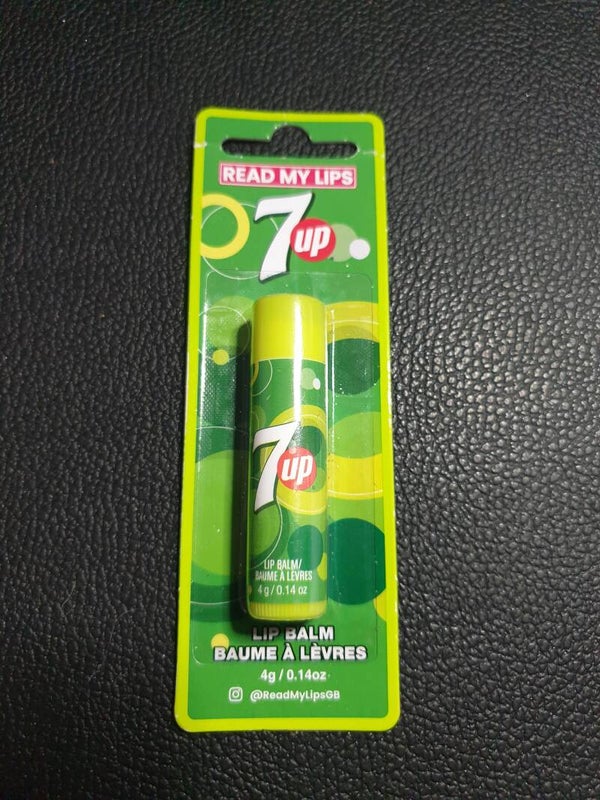 READ MY LIPS
7up
7up
LIP BALM/
BAUME À LÈVRES
4 g / 0.14 oz
LIP BALM
BAUME À LÈVRES
4g / 0.14oz
@ReadMyLipsGB